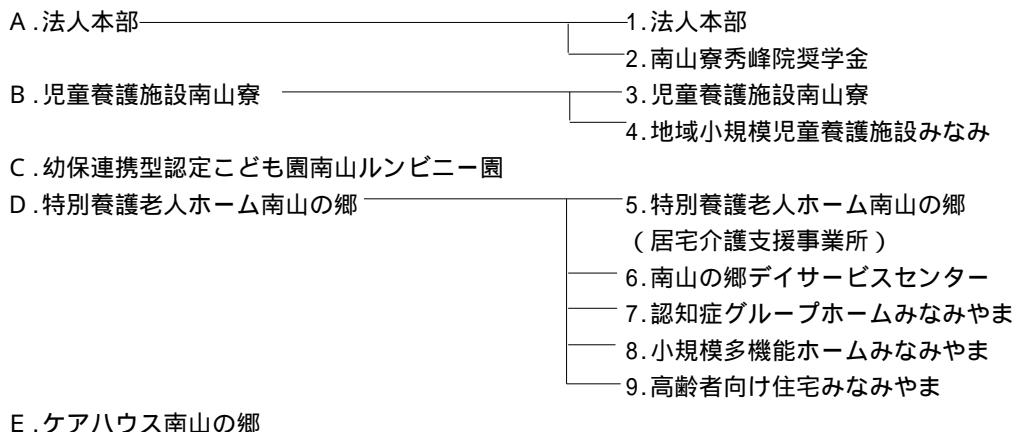 A.法人本部 1.法人本部
2.南山寮秀峰院奨学金
B.児童養護施設南山寮 3.児童養護施設南山寮
4.地域小規模児童養護施設みなみ
C.幼保連携型認定こども園南山ルンビニー園
D.特別養護老人ホーム南山の郷 5.特別養護老人ホーム南山の郷
(居宅介護支援事業所)
6.南山の郷デイサービスセンター
7.認知症グループホームみなみやま
8.小規模多機能ホームみなみやま
9.高齢者向け住宅みなみやま
E.ケアハウス南山の郷